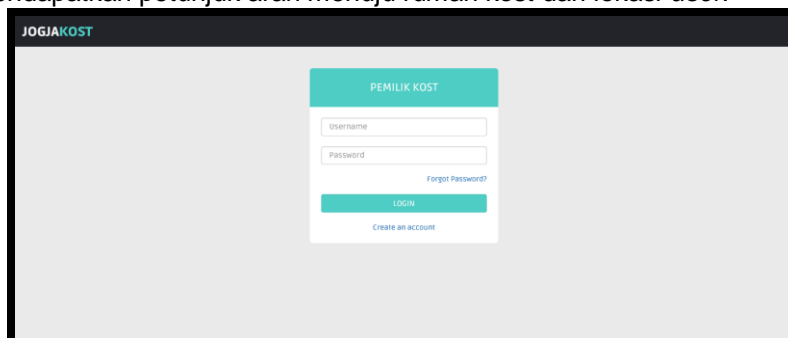 JOGJAKOST
PEMILIK KOST
Username
Password
Forgot Password?
LOGIN
Create an account